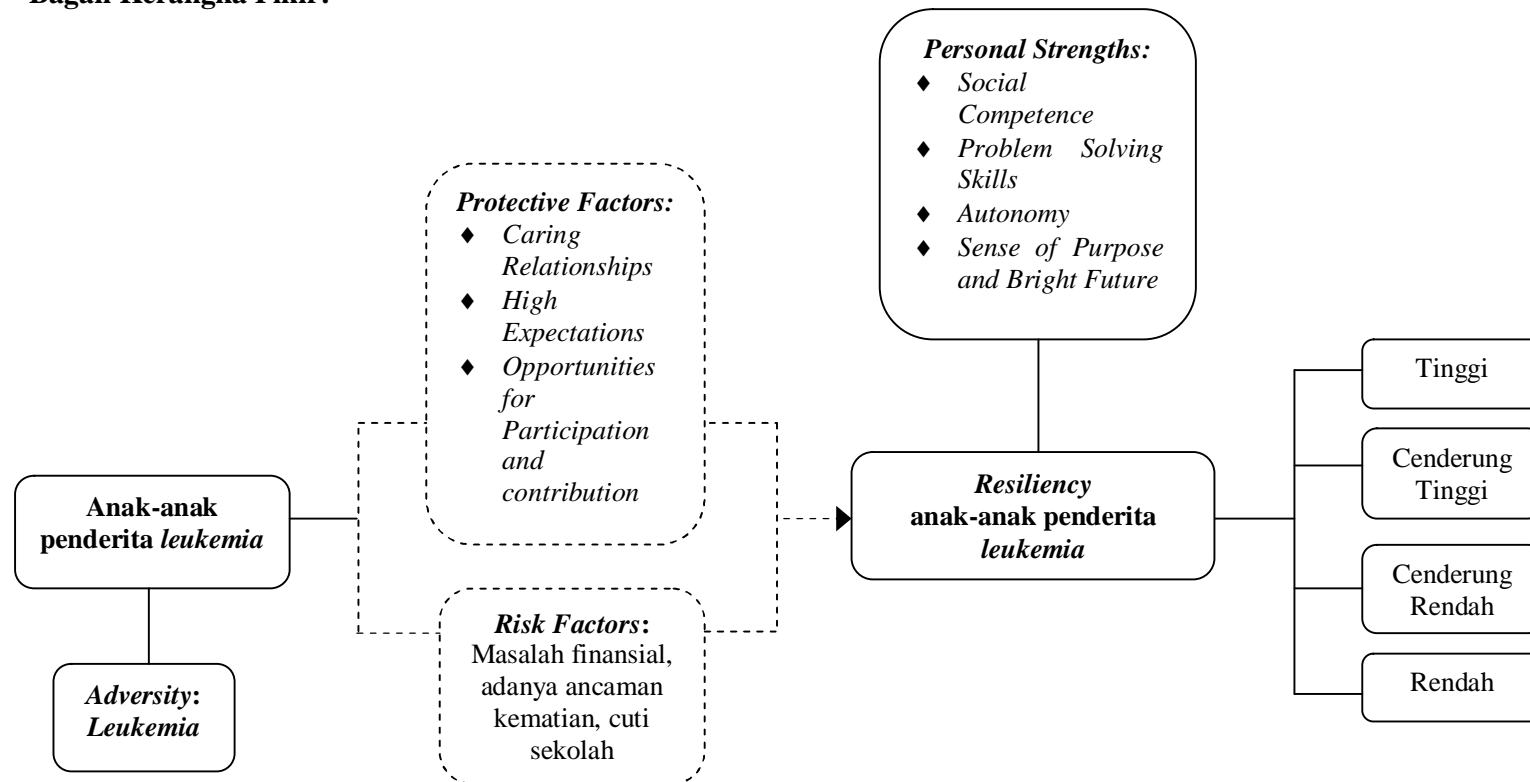 Bagan Kerangka Pikir:
Personal Strengths:
♦ Social
Competence
♦ Problem Solving
Skills
♦ Autonomy
♦ Sense of Purpose
and Bright Future
Protective Factors:
♦ Caring
Relationships
♦ High
Expectations
♦ Opportunities
for
Participation
and
contribution
Anak-anak
penderita leukemia
Adversity:
Leukemia
Risk Factors:
Masalah finansial,
adanya ancaman
kematian, cuti
sekolah
Resiliency
anak-anak penderita
leukemia
Tinggi
Cenderung
Tinggi
Cenderung
Rendah
Rendah